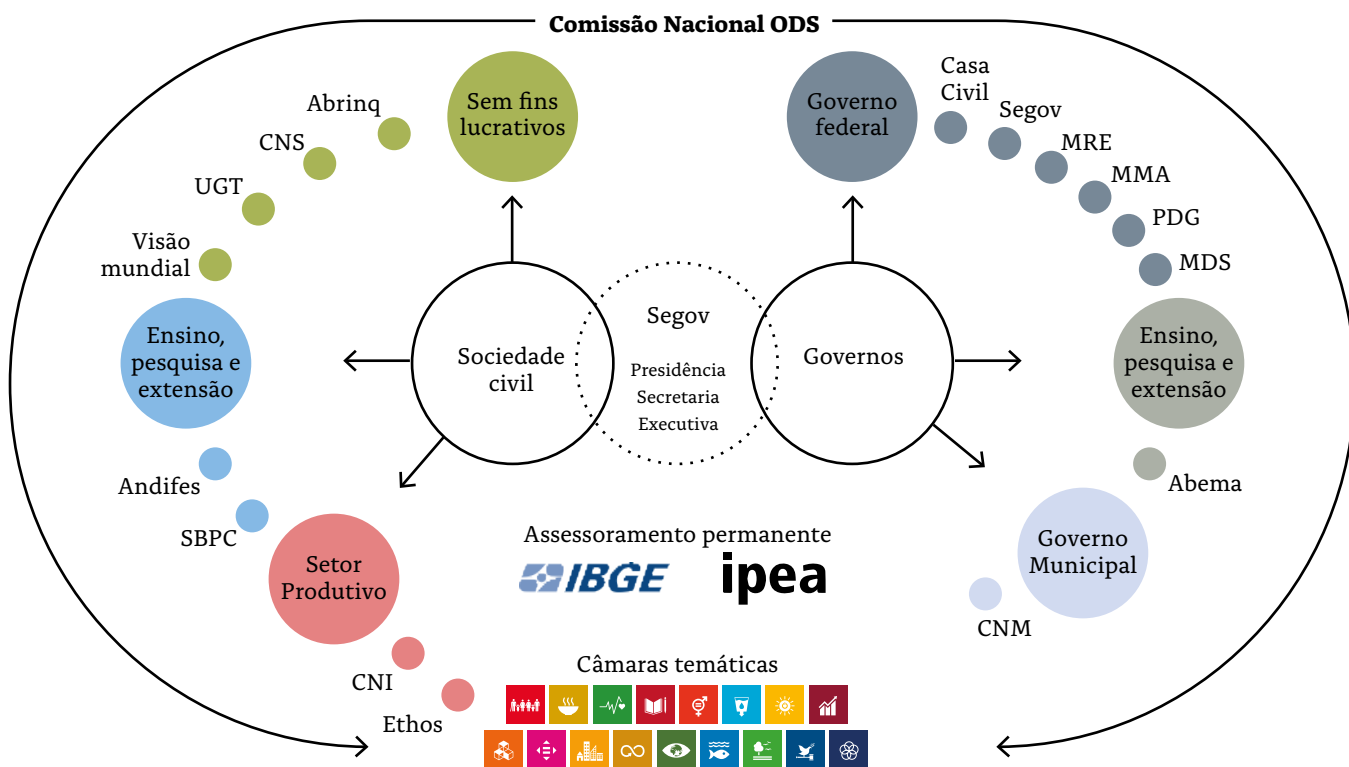 Comissão Nacional ODS
Sem fins
lucrativos
Abrinq
CNS
UGT
Visão
mundial
Ensino,
pesquisa e
extensão
Andifes
SBPC
Setor
Produtivo
CNI
Ethos
Sociedade
civil
Segov
Presidência
Secretaria
Executiva
Governos
Governo
federal
Casa
Civil
Segov
MRE
MMA
PDG
MDS
Ensino,
pesquisa e
extensão
Abema
Governo
Municipal
CNM
Assessoramento permanente
IBGE
ipea
Câmaras temáticas